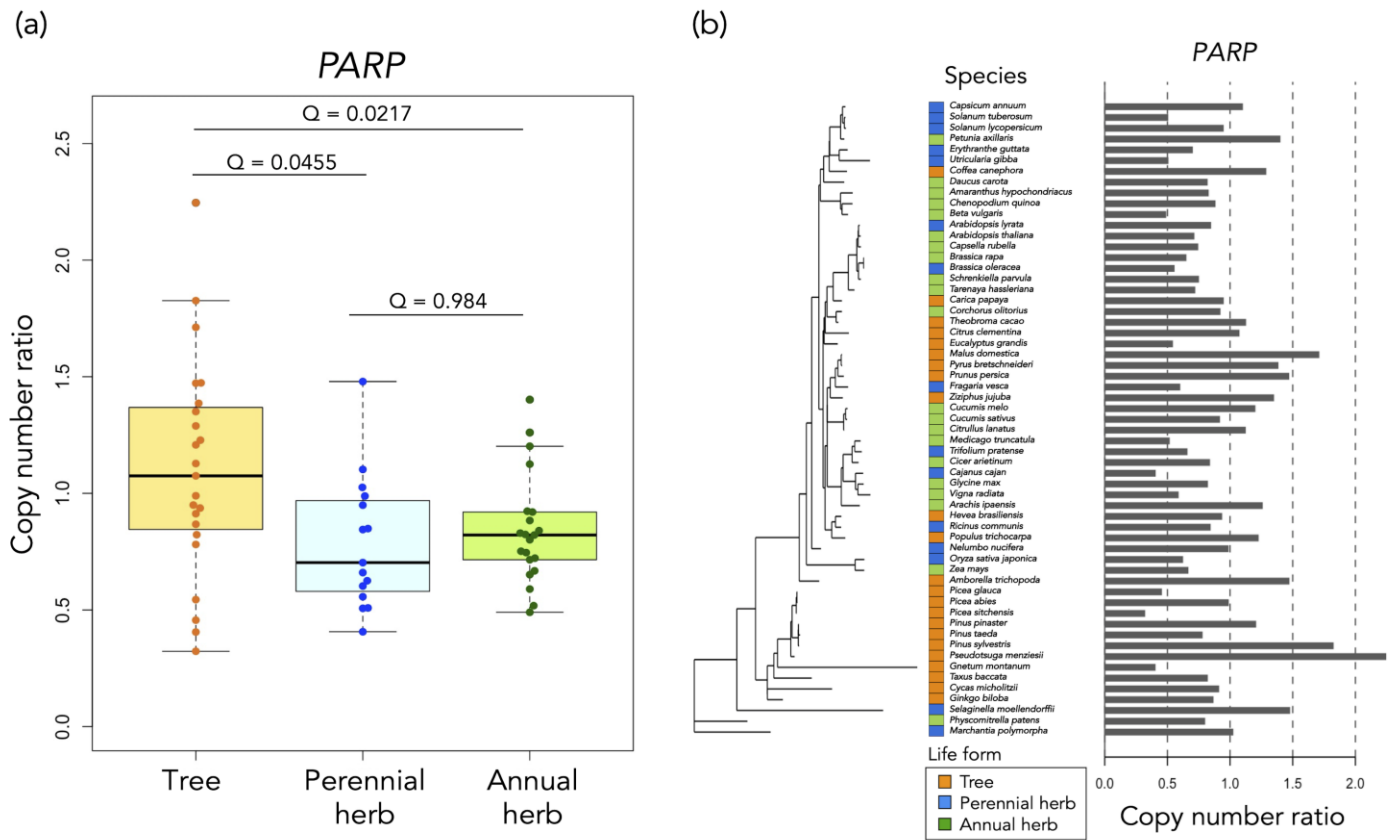 (a)
PARP
Q = 0.0217
Q = 0.0455
Q = 0.984
Copy number ratio
2.5
2.0
1.5
1.0
0.5
0.0
Tree
Perennial
herb
Annual
herb
(b)
Species
PARP
Capsicum annuum
Solanum tuberosum
Solanum lycopersicum
Petunia axillaris
Erythranthe guttata
Utricularia gibba
Coffea canephora
Daucus carota
Amaranthus hypochondriacus
Chenopodium quinoa
Beta vulgaris
Arabidopsis lyrata
Arabidopsis thaliana
Capsella rubella
Brassica rapa
Brassica oleracea
Schrenkiella parvula
Tarenaya hassleriana
Carica papaya
Corchorus olitorius
Theobroma cacao
Citrus clementina
Eucalyptus grandis
Malus domestica
Pyrus bretschneideri
Prunus persica
Fragaria vesca
Ziziphus jujuba
Cucumis melo
Cucumis sativus
Citrullus lanatus
Medicago truncatula
Trifolium pratense
Cicer arietinum
Cajanus cajan
Glycine max
Vigna radiata
Arachis ipaensis
Hevea brasiliensis
Ricinus communis
Populus trichocarpa
Nelumbo nucifera
Oryza sativa japonica
Zea mays
Amborella trichopoda
Picea glauca
Picea abies
Picea sitchensis
Pinus pinaster
Pinus taeda
Pinus sylvestris
Pseudotsuga menziesii
Gnetum montanum
Taxus baccata
Cycas micholitzii
Ginkgo biloba
Selaginella moellendorffii
Physcomitrella patens
Marchantia polymorpha
Life form
Tree
Perennial herb
Annual herb
0.0 0.5 1.0 1.5 2.0
Copy number ratio